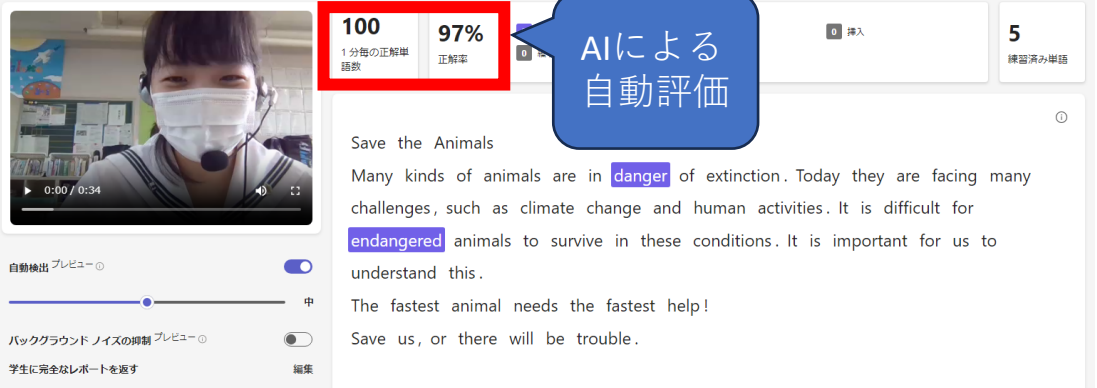 100
1 分毎の正解単
語数
97%
正解率
AIによる
自動評価
0
0 挿入
5
練習済み単語
0:00 / 0:34
Save the Animals
Many kinds of animals are in danger of extinction. Today they are facing many
challenges, such as climate change and human activities. It is difficult for
endangered animals to survive in these conditions. It is important for us to
understand this.
The fastest animal needs the fastest help!
Save us, or there will be trouble.
自動検出 プレビュー
中
バックグラウンド ノイズの抑制 プレビュー
学生に完全なレポートを返す 編集